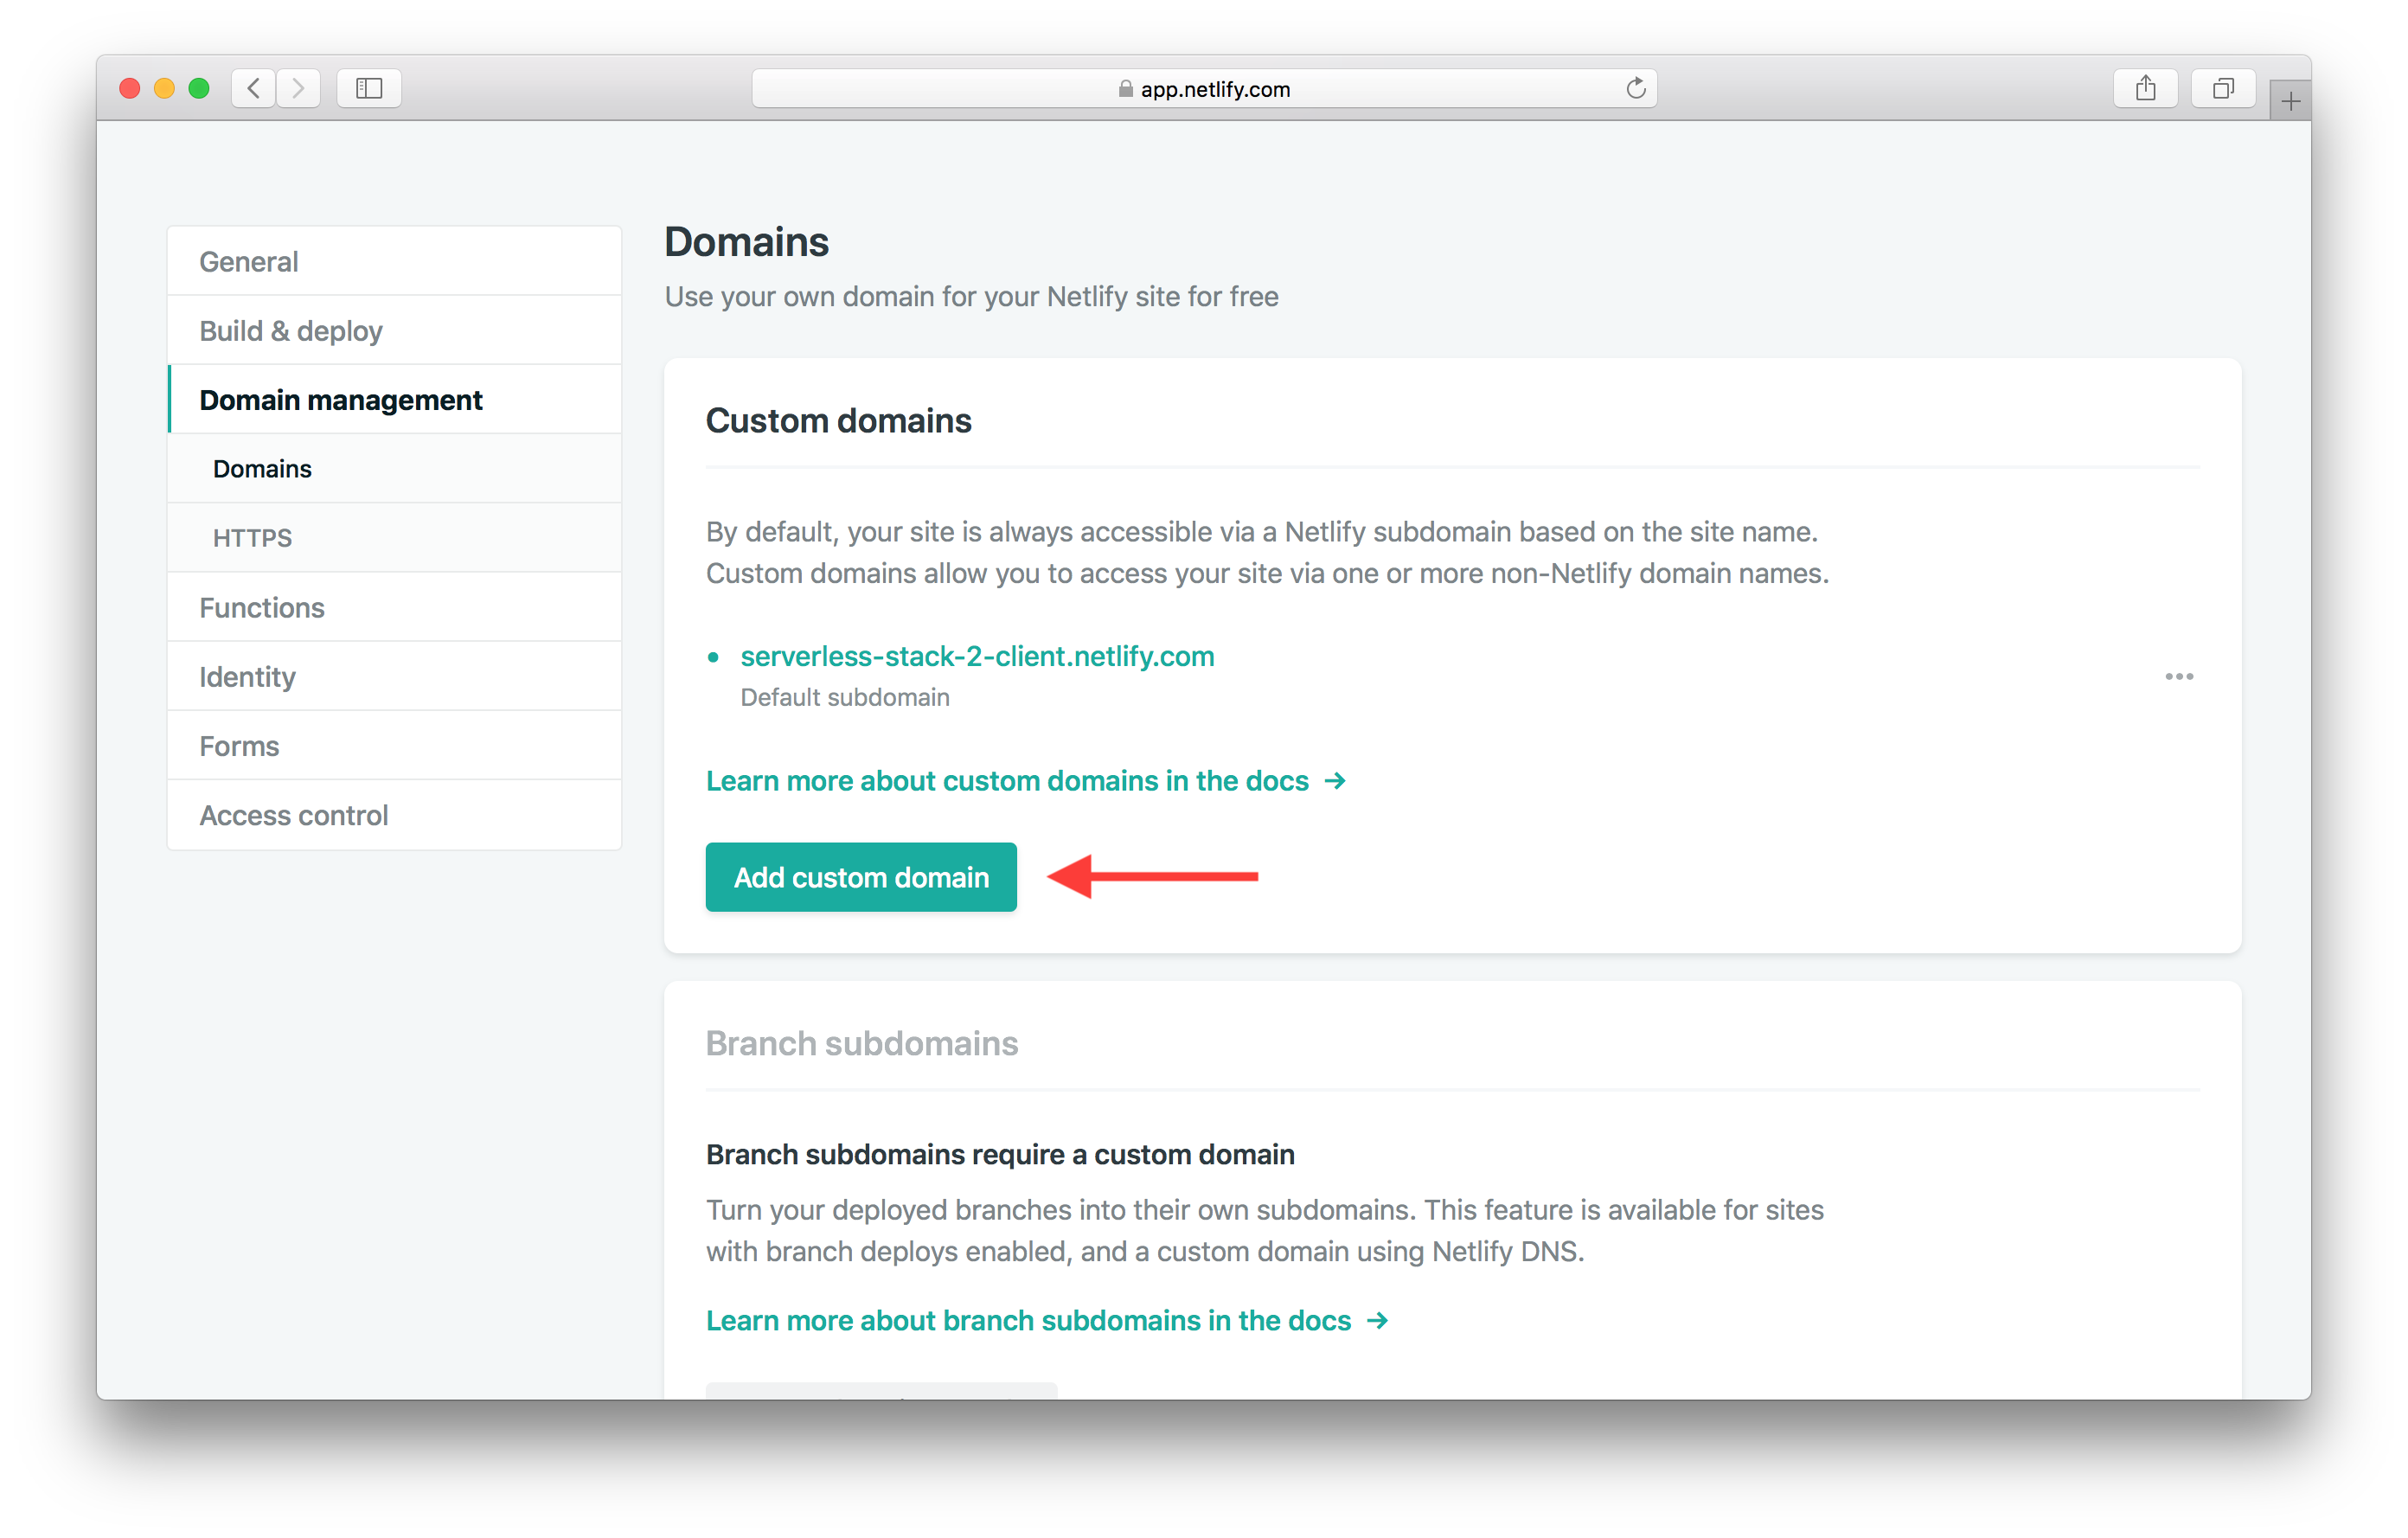 app.netlify.com
General
Build & deploy
Domain management
Domains
HTTPS
Functions
Identity
Forms
Access control
Domains
Use your own domain for your Netlify site for free
Custom domains
By default, your site is always accessible via a Netlify subdomain based on the site name.
Custom domains allow you to access your site via one or more non-Netlify domain names.
serverless-stack-2-client.netlify.com
Default subdomain
Learn more about custom domains in the docs →
Add custom domain
Branch subdomains
Branch subdomains require a custom domain
Turn your deployed branches into their own subdomains. This feature is available for sites
with branch deploys enabled, and a custom domain using Netlify DNS.
Learn more about branch subdomains in the docs →